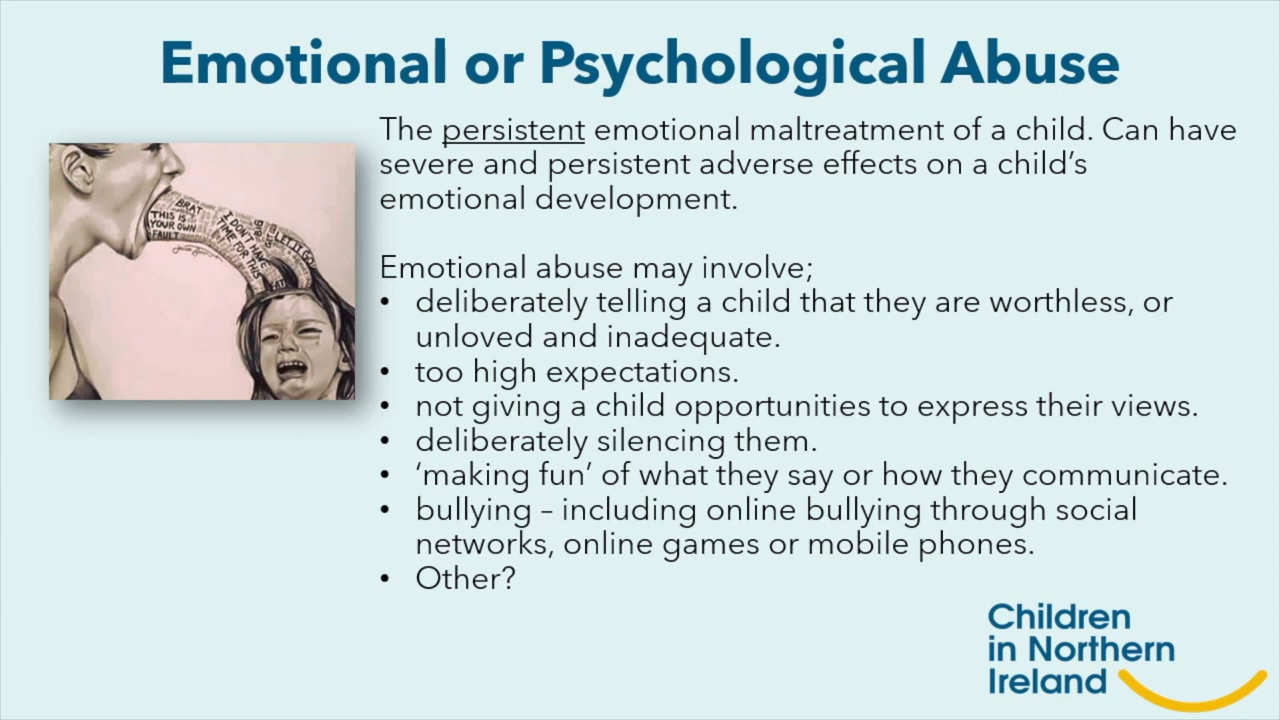 Emotional or Psychological Abuse
The persistent emotional maltreatment of a child. Can have
severe and persistent adverse effects on a child's
emotional development.
Emotional abuse may involve;
• deliberately telling a child that they are worthless, or
unloved and inadequate.
• too high expectations.
• not giving a child opportunities to express their views.
• deliberately silencing them.
• ‘making fun’ of what they say or how they communicate.
• bullying – including online bullying through social
networks, online games or mobile phones.
• Other?
BRAT
THIS IS
YOUR OWN
FAULT
I DON'T HAVE
TIME FOR THIS
LET IT GO
Children
in Northern
Ireland